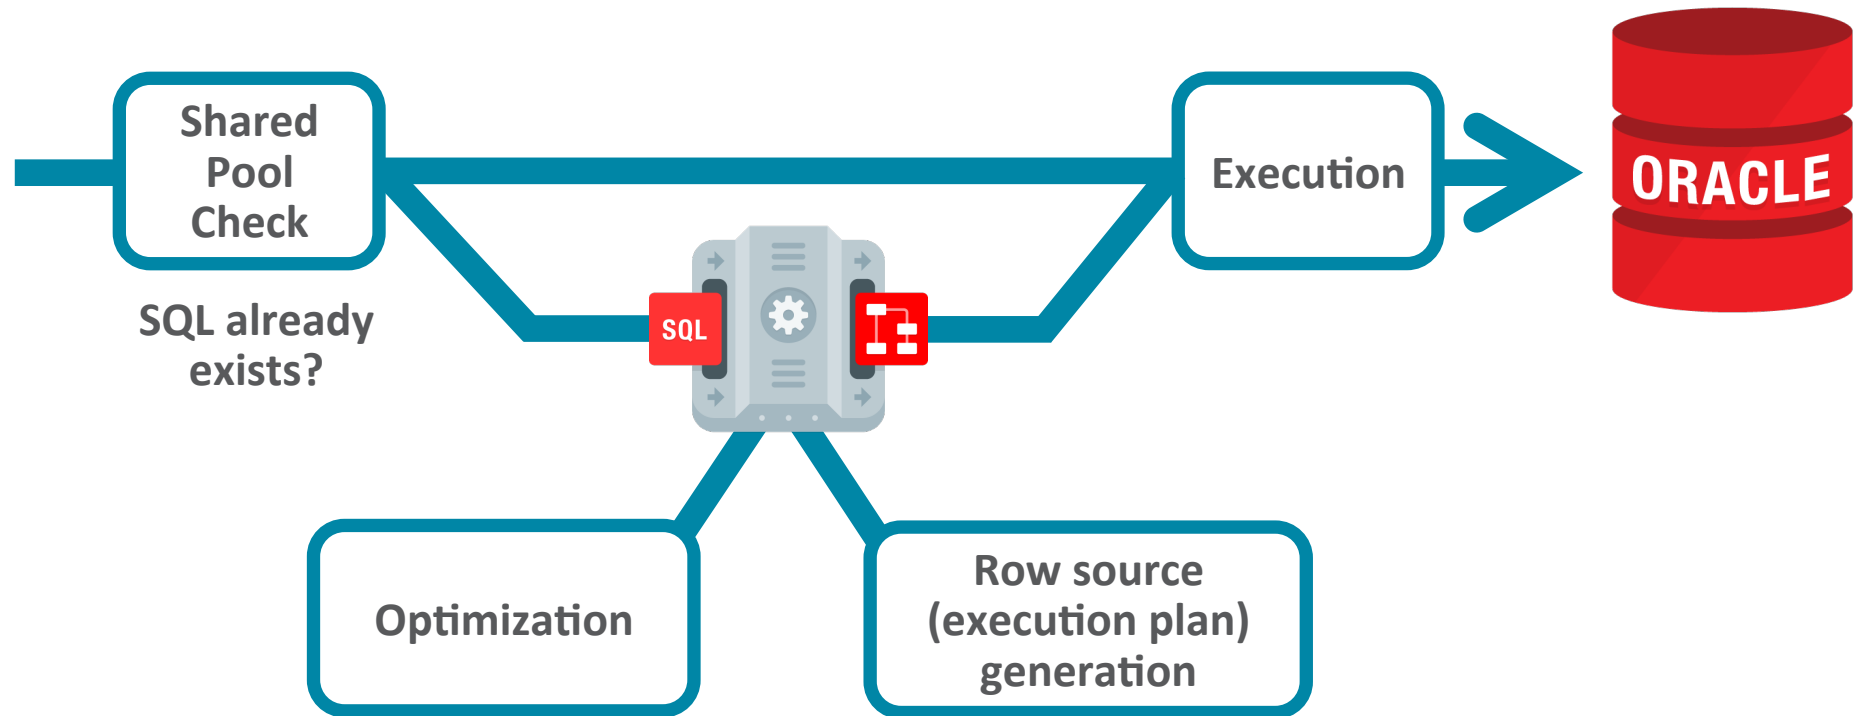 Shared
Pool
Check
SQL already
exists?
SQL
Execution
ORACLE
Optimization
Row source
(execution plan)
generation